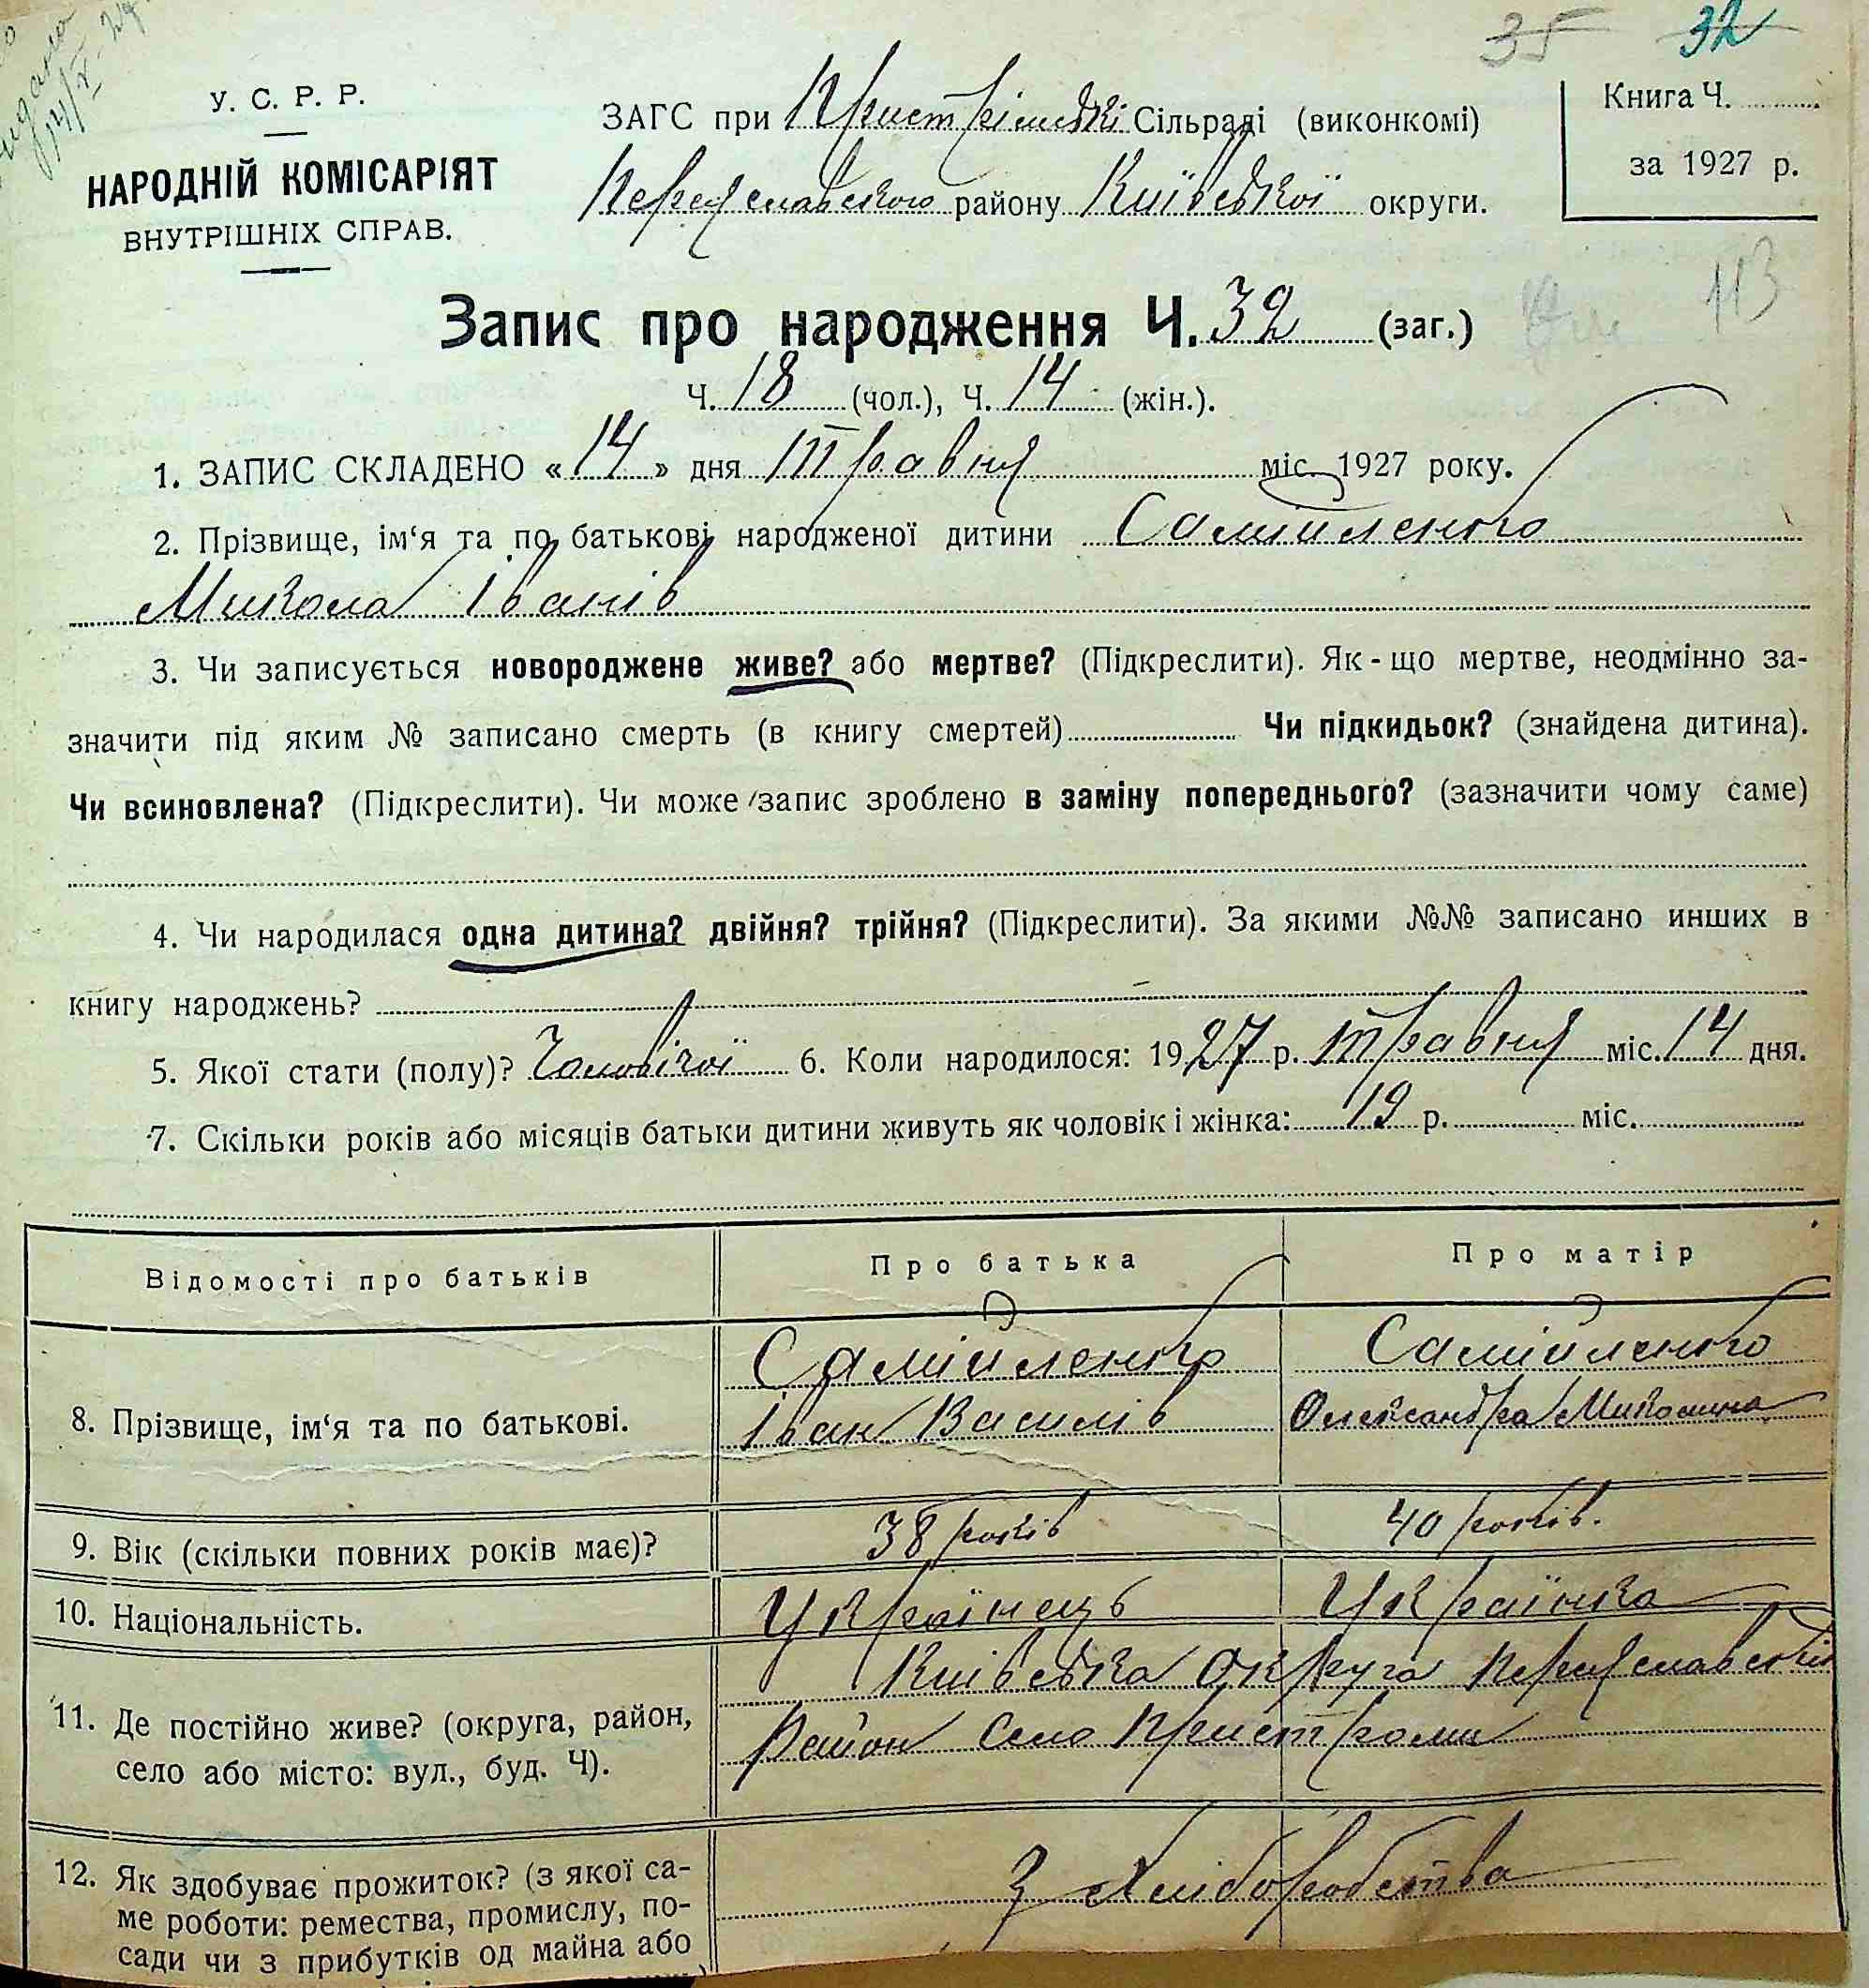 35 32
видано
У. С. Р. Р.
НАРОДНІЙ КОМІСАРІЯТ
ВНУТРІШНІХ СПРАВ.
ЗАГС при Пристрімській Сільраді (виконкомі)
Переяславського району Київської округи.
Книга Ч. ..........
за 1927 р.
113
Запис про народження Ч. 32 (заг.)
Ч. 18 (чол.), Ч. 14 (жін.).
1. ЗАПИС СКЛАДЕНО «14» дня Травня міс. 1927 року.
2. Прізвище, ім‘я та по батькові народженої дитини Самійленко
Микола Іванів
3. Чи записується новороджене живе? або мертве? (Підкреслити). Як-що мертве, неодмінно за-
значити під яким № записано смерть (в книгу смертей).......... Чи підкидьок? (знайдена дитина).
Чи всиновлена? (Підкреслити). Чи може запис зроблено в заміну попереднього? (зазначити чому саме)
4. Чи народилася одна дитина? двійня? трійня? (Підкреслити). За якими №№ записано инших в
книгу народжень?
5. Якої стати (полу)? Чоловічої 6. Коли народилося: 1927 р. Травня міс. 14 дня.
7. Скільки років або місяців батьки дитини живуть як чоловік і жінка: 19 р. .......... міс. ..........
Відомості про батьків Про батька Про матір
8. Прізвище, ім‘я та по батькові.
Самійленко
Іван Василів
Самійленко
Олександра Миколина
9. Вік (скільки повних років має)? 38 років 40 років.
10. Національність. Українець Українка
11. Де постійно живе? (округа, район,
село або місто: вул., буд. Ч).
Київська округа Переяславській
Район Село Пристроми
12. Як здобуває прожиток? (з якої са-
ме роботи: ремества, промислу, по-
сади чи з прибутків од майна або
З хлібо робства